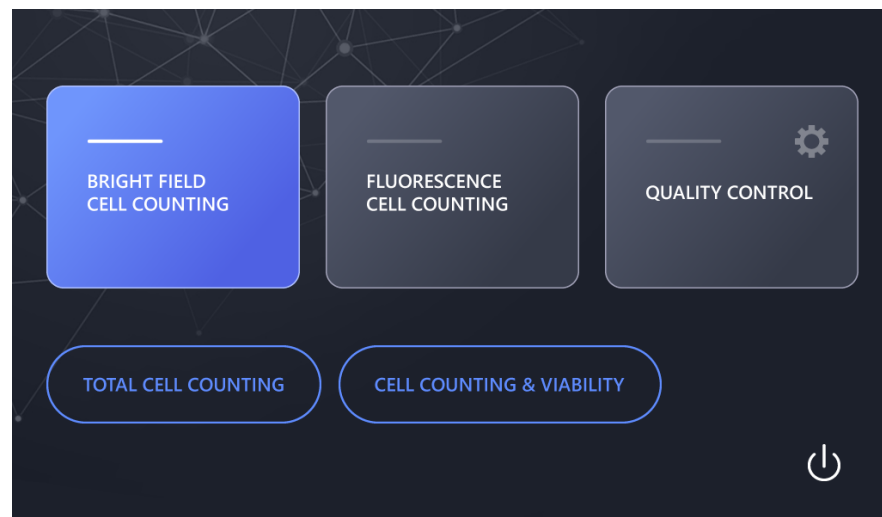 BRIGHT FIELD
CELL COUNTING
FLUORESCENCE
CELL COUNTING
QUALITY CONTROL
TOTAL CELL COUNTING
CELL COUNTING & VIABILITY